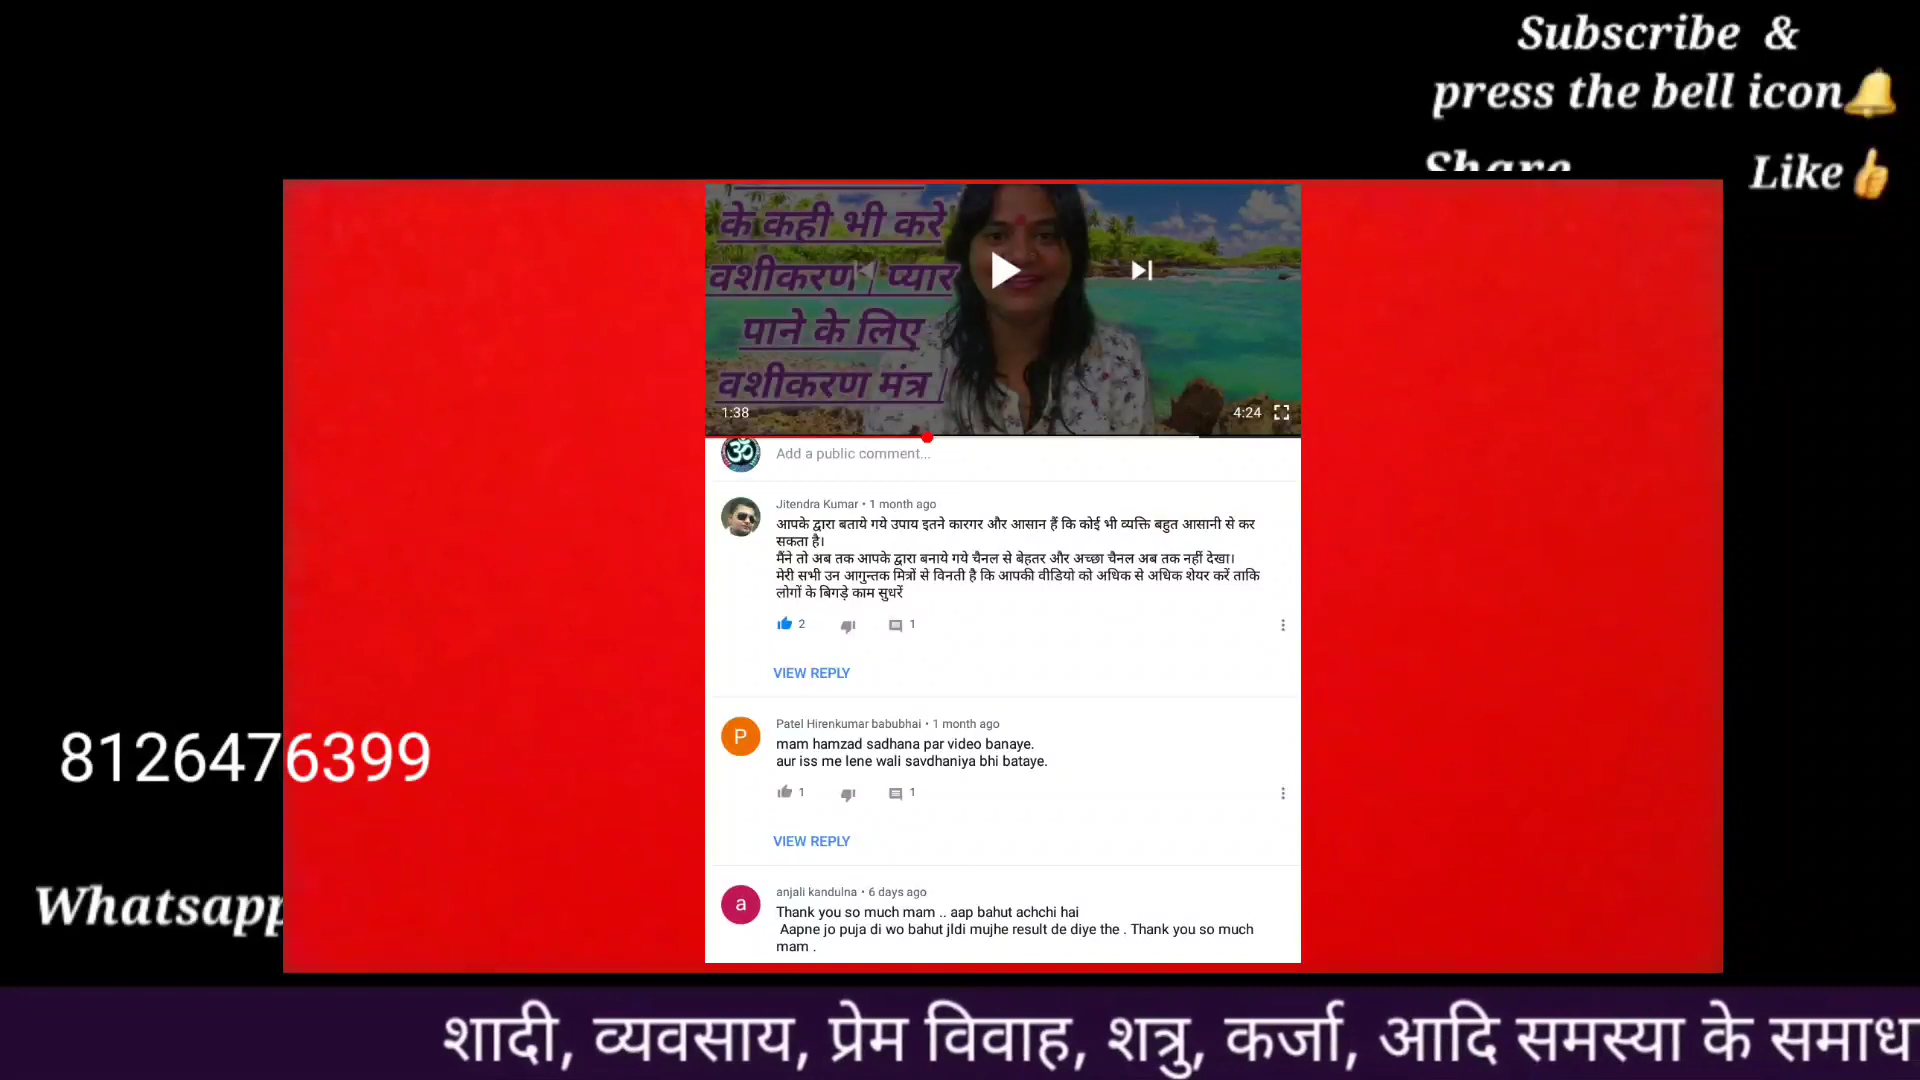 Subscribe &
press the bell icon
Share
Like
के कही भी करे
वशीकरण | प्यार
पाने के लिए
वशीकरण मंत्र |
1:38
4:24
Add a public comment...
Jitendra Kumar • 1 month ago
आपके द्वारा बताये गये उपाय इतने कारगर और आसान हैं कि कोई भी व्यक्ति बहुत आसानी से कर
सकता है।
मैंने तो अब तक आपके द्वारा बनाये गये चैनल से बेहतर और अच्छा चैनल अब तक नहीं देखा।
मेरी सभी उन आगुन्तक मित्रों से विनती है कि आपकी वीडियो को अधिक से अधिक शेयर करें ताकि
लोगों के बिगड़े काम सुधरें
2
1
VIEW REPLY
Patel Hirenkumar babubhai • 1 month ago
mam hamzad sadhana par video banaye.
aur iss me lene wali savdhaniya bhi bataye.
1
1
VIEW REPLY
8126476399
anjali kandulna • 6 days ago
Thank you so much mam .. aap bahut achchi hai
Aapne jo puja di wo bahut jldi mujhe result de diye the . Thank you so much
mam .
Whatsapp
शादी, व्यवसाय, प्रेम विवाह, शत्रु, कर्जा, आदि समस्या के समाध